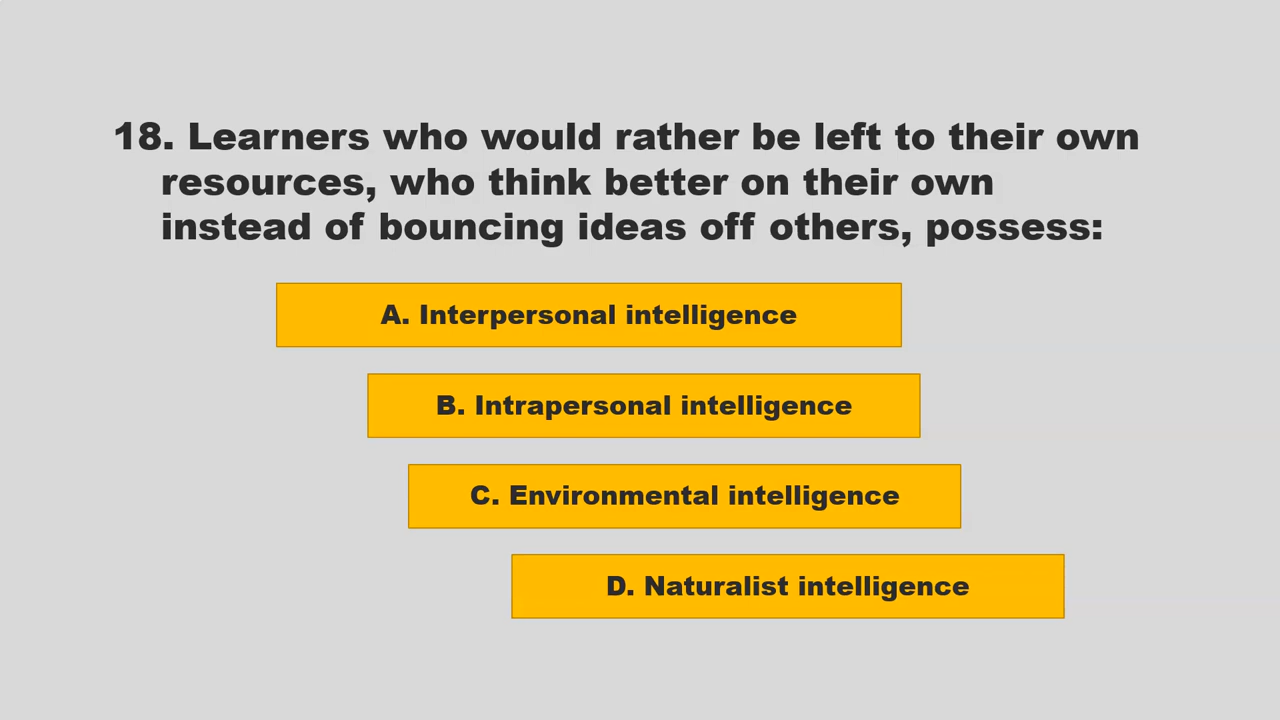 18. Learners who would rather be left to their own
resources, who think better on their own
instead of bouncing ideas off others, possess:
A. Interpersonal intelligence
B. Intrapersonal intelligence
C. Environmental intelligence
D. Naturalist intelligence